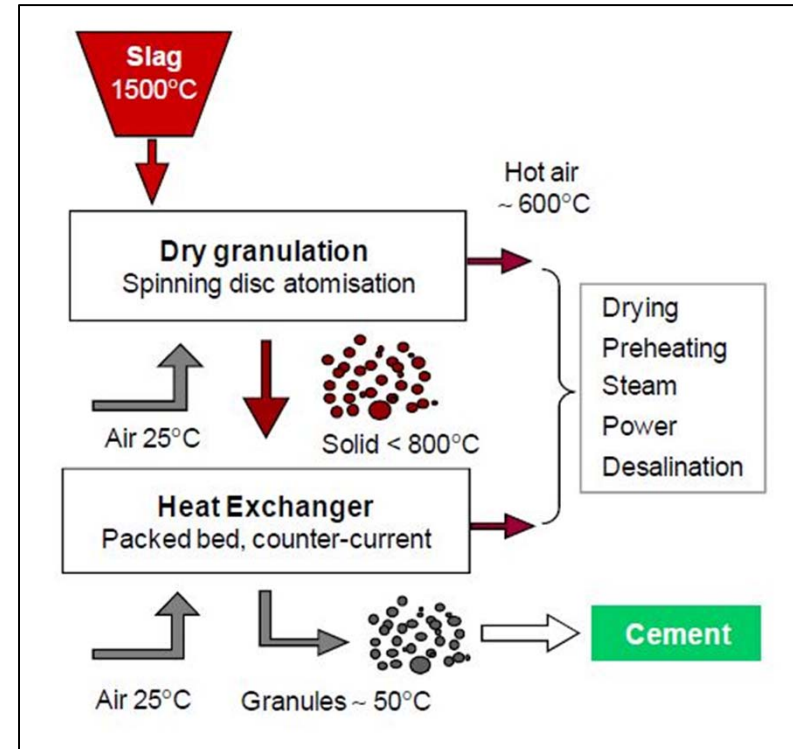 Slag
1500°C
Hot air
~ 600°C
Dry granulation
Spinning disc atomisation
Drying
Preheating
Steam
Power
Desalination
Air 25°C
Solid < 800°C
Heat Exchanger
Packed bed, counter-current
Cement
Air 25°C
Granules ~ 50°C